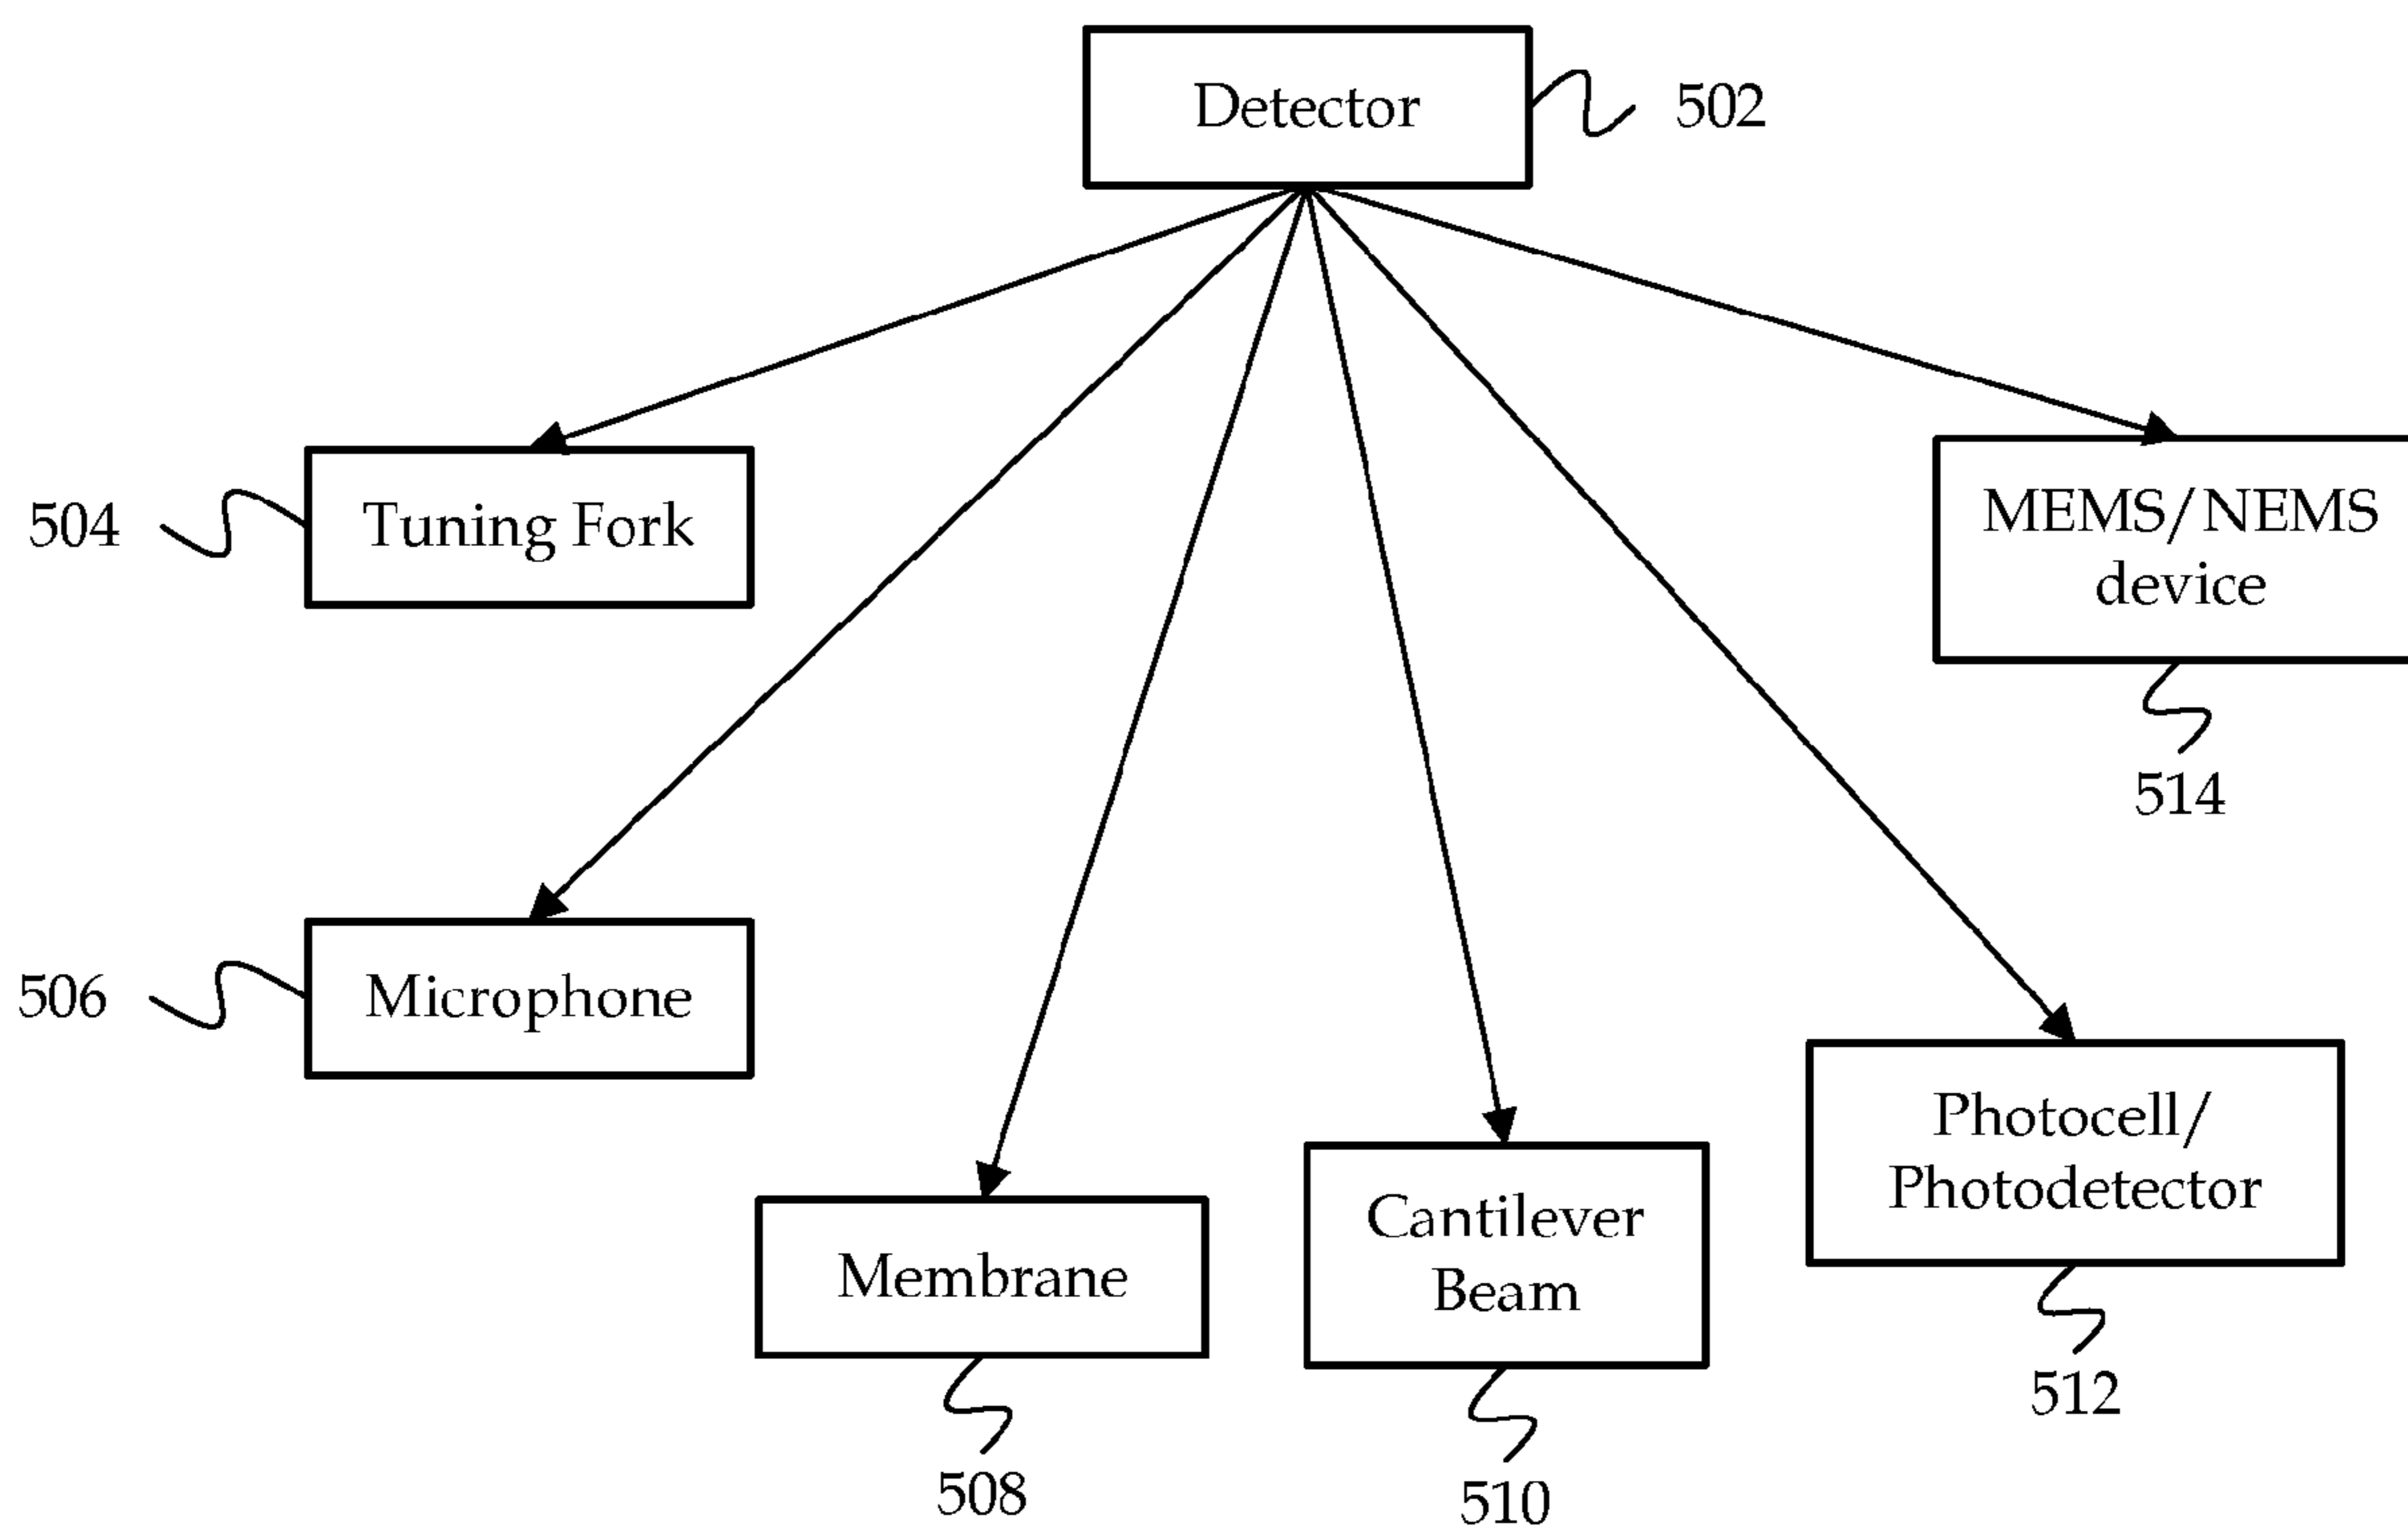 Detector
502
504
Tuning Fork
MEMS/NEMS
device
514
506
Microphone
Photocell/
Photodetector
512
Membrane
508
Cantilever
Beam
510